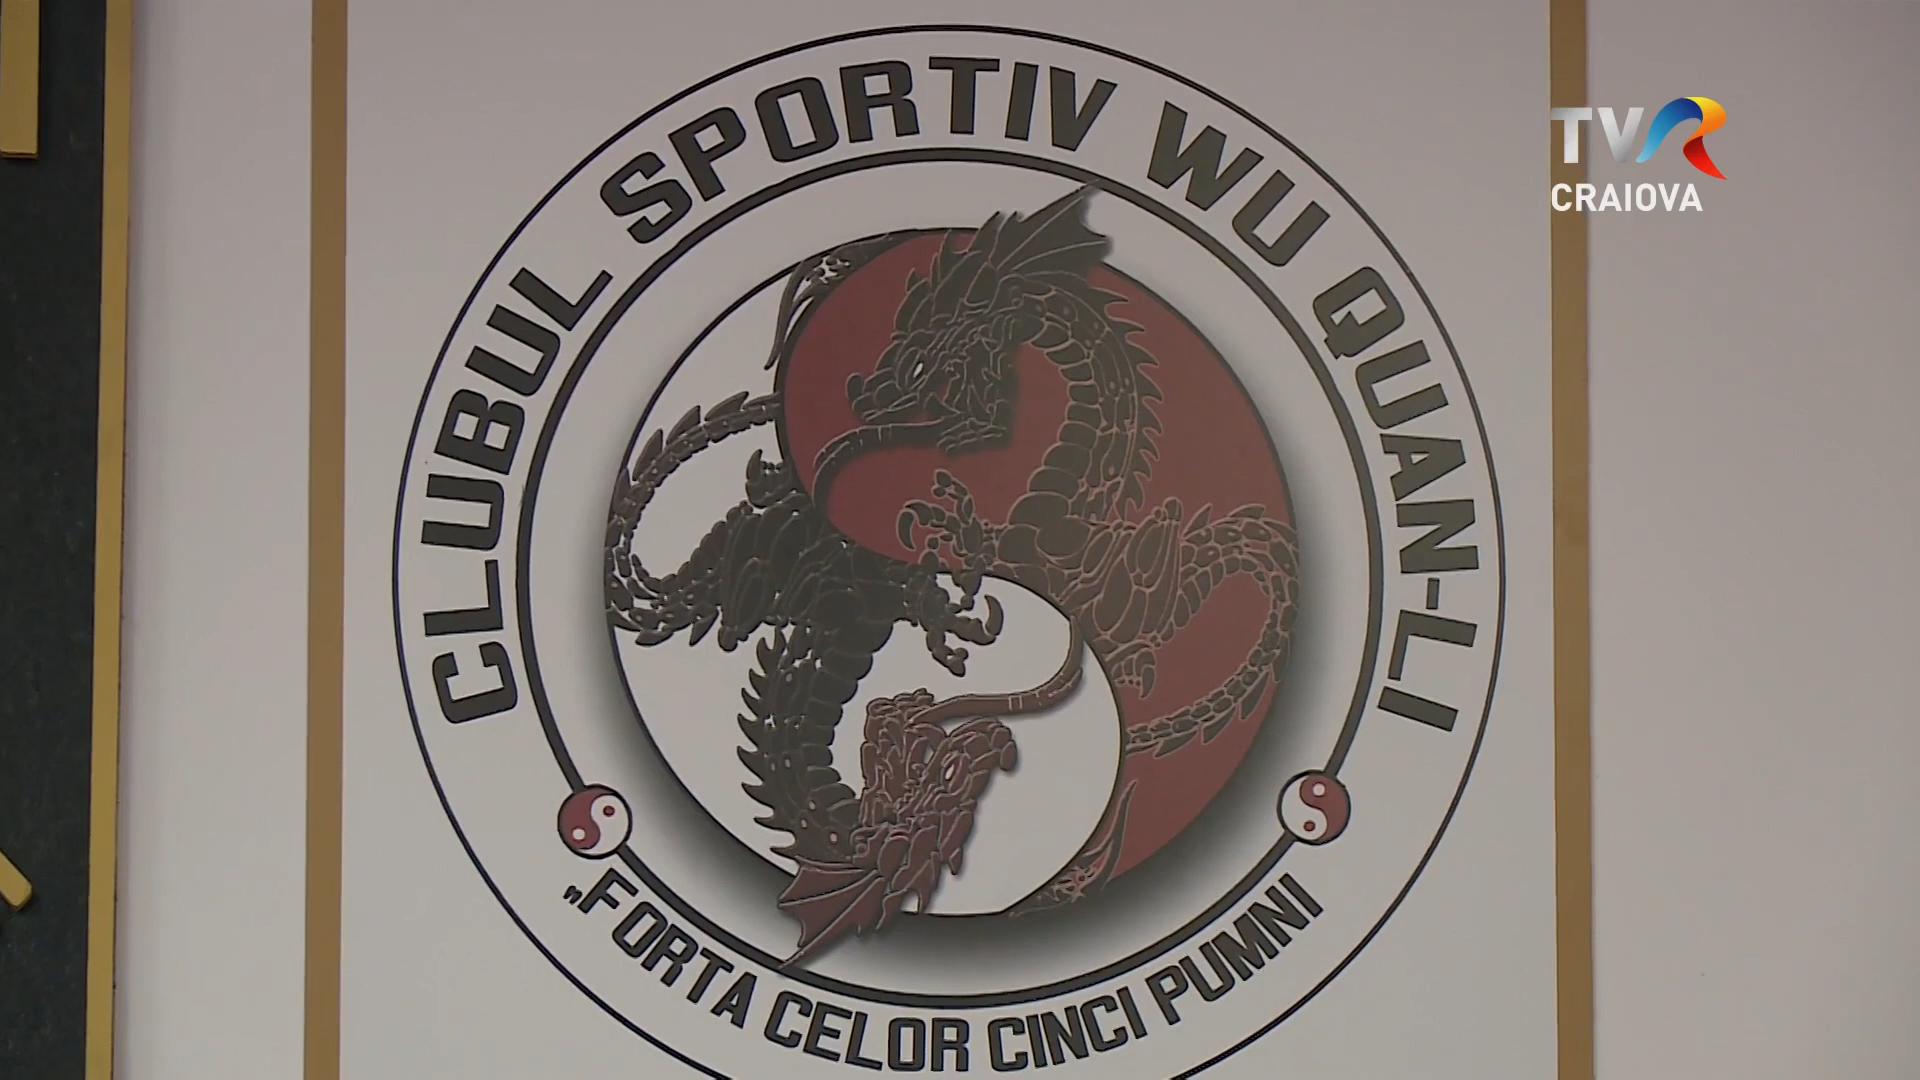 CLUBUL SPORTIV WU QUAN-LI
„FORTA CELOR CINCI PUMNI
TVR
CRAIOVA